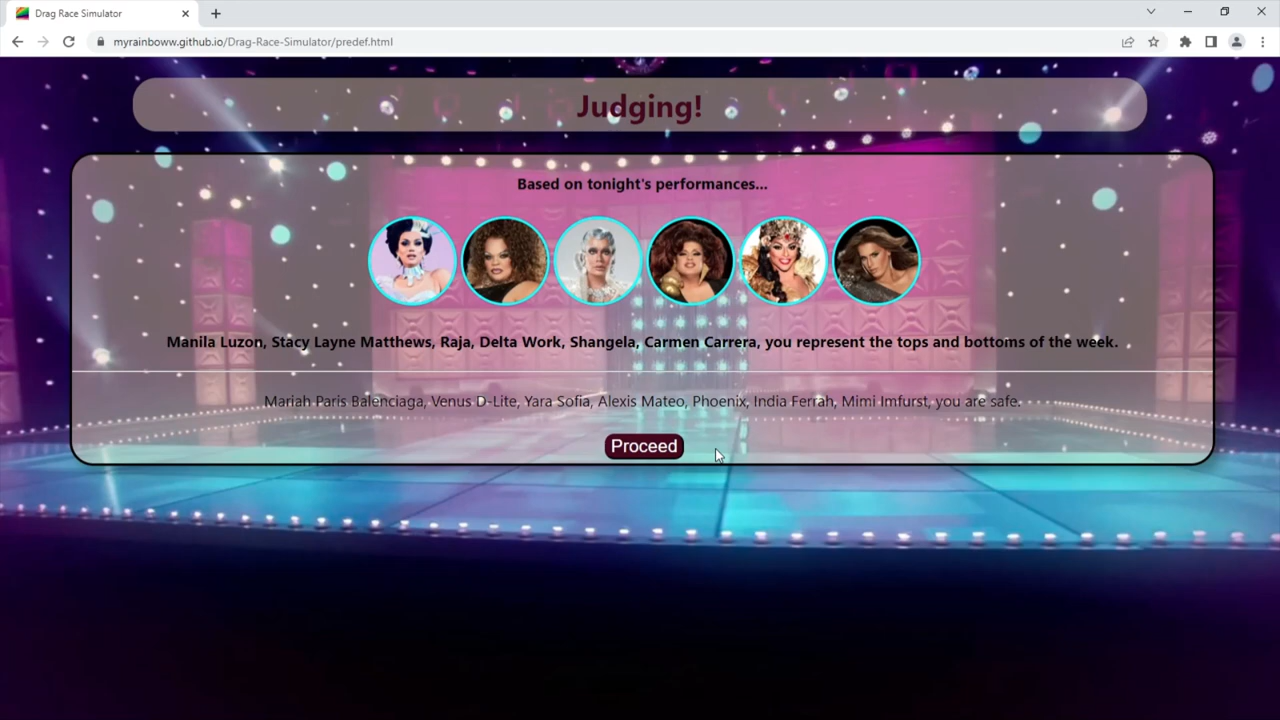 Drag Race Simulator
myrainboww.github.io/Drag-Race-Simulator/predef.html
Judging!
Based on tonight's performances...
Manila Luzon, Stacy Layne Matthews, Raja, Delta Work, Shangela, Carmen Carrera, you represent the tops and bottoms of the week.
Mariah Paris Balenciaga, Venus D-Lite, Yara Sofia, Alexis Mateo, Phoenix, India Ferrah, Mimi Imfurst, you are safe.
Proceed